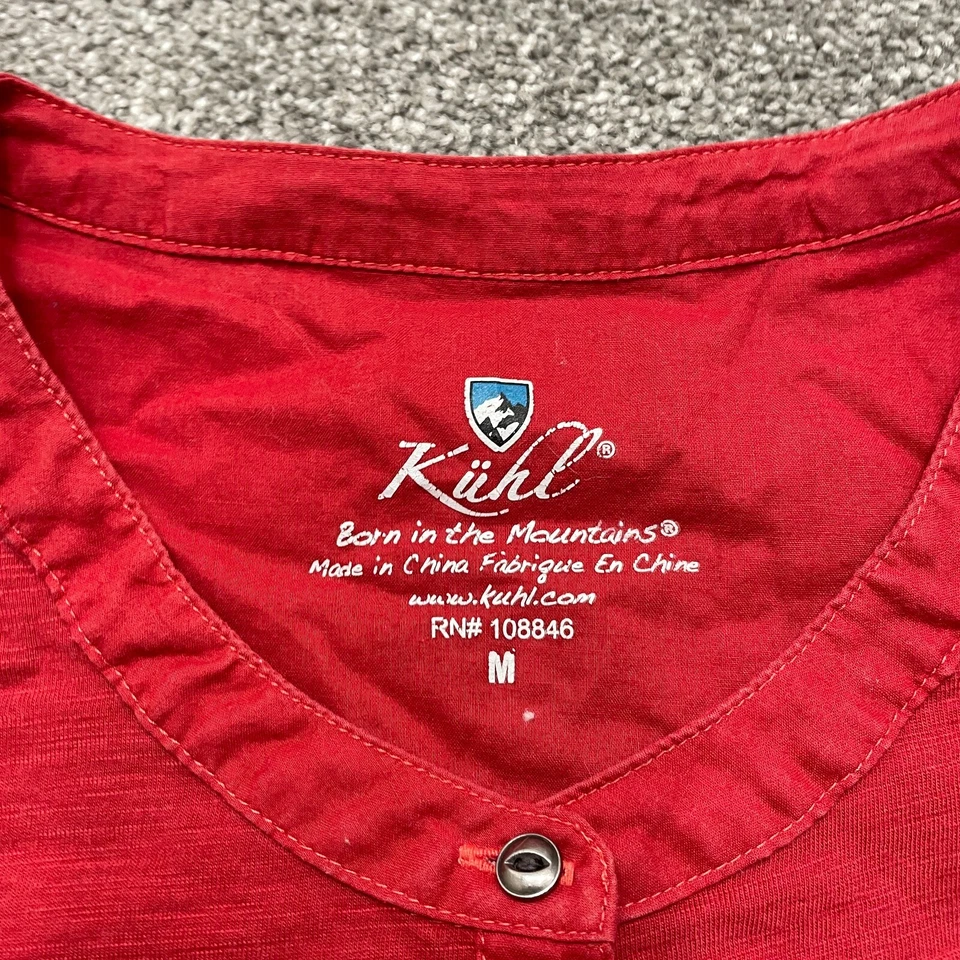 Kühl®
Born in the Mountains®
Made in China Fabrique En Chine
www.kuhl.com
RN# 108846
M